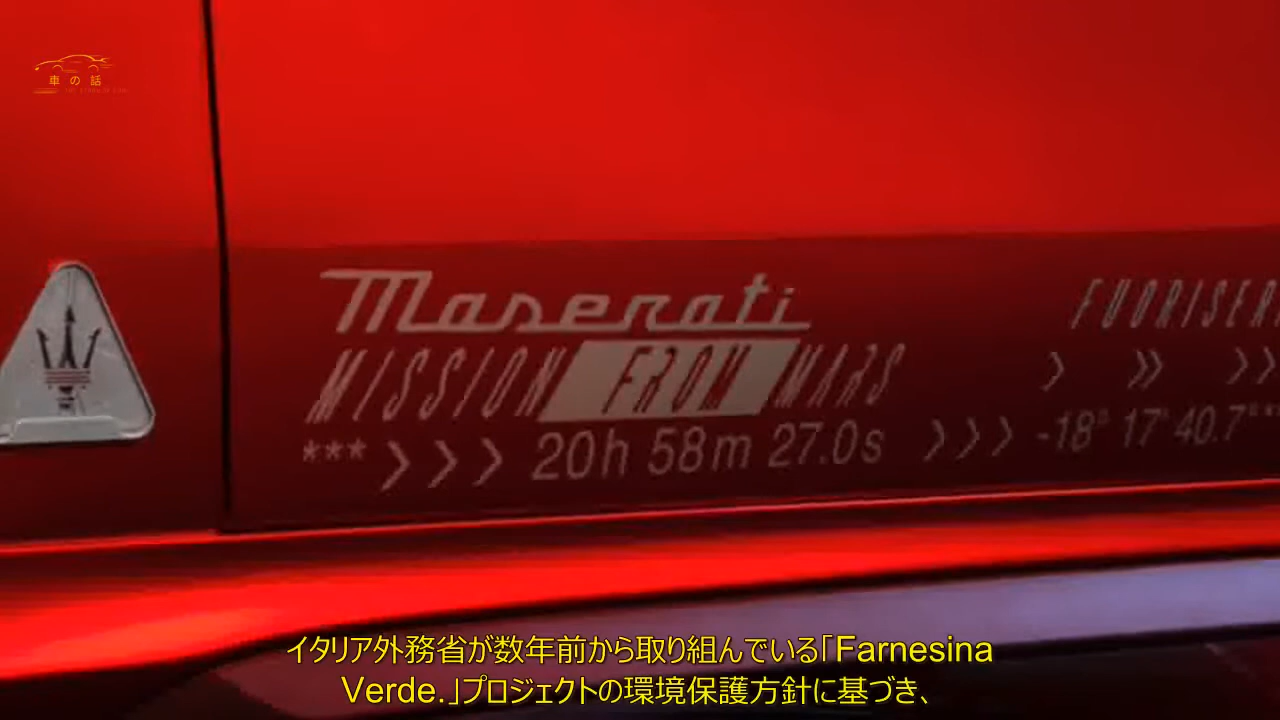 車の話
Maserati
FUORISER
MISSION FROM MARS
*** >>> 20h 58m 27.0s >>> -18° 17' 40.7"
イタリア外務省が数年前から取り組んでいる「Farnesina
Verde.」プロジェクトの環境保護方針に基づき、